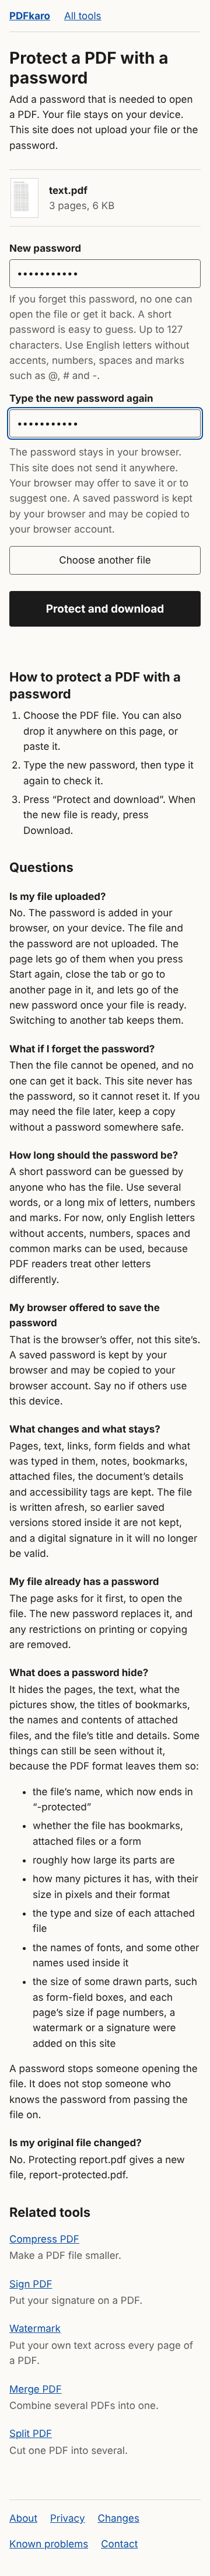 PDFkaro All tools
Protect a PDF with a
password
Add a password that is needed to open
a PDF. Your file stays on your device.
This site does not upload your file or the
password.
text.pdf
3 pages, 6 KB
New password
•••••••••••
If you forget this password, no one can
open the file or get it back. A short
password is easy to guess. Up to 127
characters. Use English letters without
accents, numbers, spaces and marks
such as @, # and -.
Type the new password again
•••••••••••
The password stays in your browser.
This site does not send it anywhere.
Your browser may offer to save it or to
suggest one. A saved password is kept
by your browser and may be copied to
your browser account.
Choose another file
Protect and download
How to protect a PDF with a
password
1. Choose the PDF file. You can also
drop it anywhere on this page, or
paste it.
2. Type the new password, then type it
again to check it.
3. Press “Protect and download”. When
the new file is ready, press
Download.
Questions
Is my file uploaded?
No. The password is added in your
browser, on your device. The file and
the password are not uploaded. The
page lets go of them when you press
Start again, close the tab or go to
another page in it, and lets go of the
new password once your file is ready.
Switching to another tab keeps them.
What if I forget the password?
Then the file cannot be opened, and no
one can get it back. This site never has
the password, so it cannot reset it. If you
may need the file later, keep a copy
without a password somewhere safe.
How long should the password be?
A short password can be guessed by
anyone who has the file. Use several
words, or a long mix of letters, numbers
and marks. For now, only English letters
without accents, numbers, spaces and
common marks can be used, because
PDF readers treat other letters
differently.
My browser offered to save the
password
That is the browser’s offer, not this site’s.
A saved password is kept by your
browser and may be copied to your
browser account. Say no if others use
this device.
What changes and what stays?
Pages, text, links, form fields and what
was typed in them, notes, bookmarks,
attached files, the document’s details
and accessibility tags are kept. The file
is written afresh, so earlier saved
versions stored inside it are not kept,
and a digital signature in it will no longer
be valid.
My file already has a password
The page asks for it first, to open the
file. The new password replaces it, and
any restrictions on printing or copying
are removed.
What does a password hide?
It hides the pages, the text, what the
pictures show, the titles of bookmarks,
the names and contents of attached
files, and the file’s title and details. Some
things can still be seen without it,
because the PDF format leaves them so:
• the file’s name, which now ends in
“-protected”
• whether the file has bookmarks,
attached files or a form
• roughly how large its parts are
• how many pictures it has, with their
size in pixels and their format
• the type and size of each attached
file
• the names of fonts, and some other
names used inside it
• the size of some drawn parts, such
as form-field boxes, and each
page’s size if page numbers, a
watermark or a signature were
added on this site
A password stops someone opening the
file. It does not stop someone who
knows the password from passing the
file on.
Is my original file changed?
No. Protecting report.pdf gives a new
file, report-protected.pdf.
Related tools
Compress PDF
Make a PDF file smaller.
Sign PDF
Put your signature on a PDF.
Watermark
Put your own text across every page of
a PDF.
Merge PDF
Combine several PDFs into one.
Split PDF
Cut one PDF into several.
About Privacy Changes
Known problems Contact